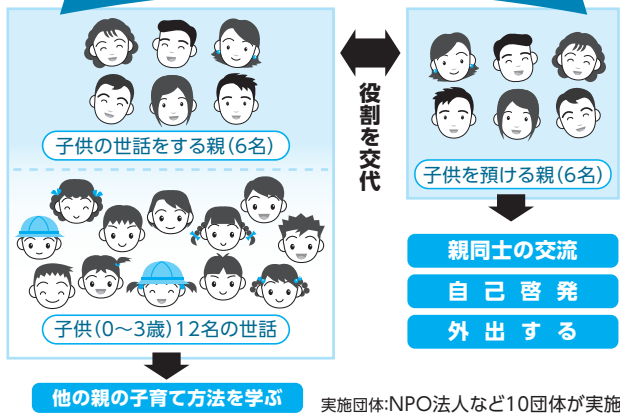 子供の世話をする親(6名)
子供(0～3歳)12名の世話
他の親の子育て方法を学ぶ
役割を交代
子供を預ける親(6名)
親同士の交流
自己啓発
外出する
実施団体:NPO法人など10団体が実施